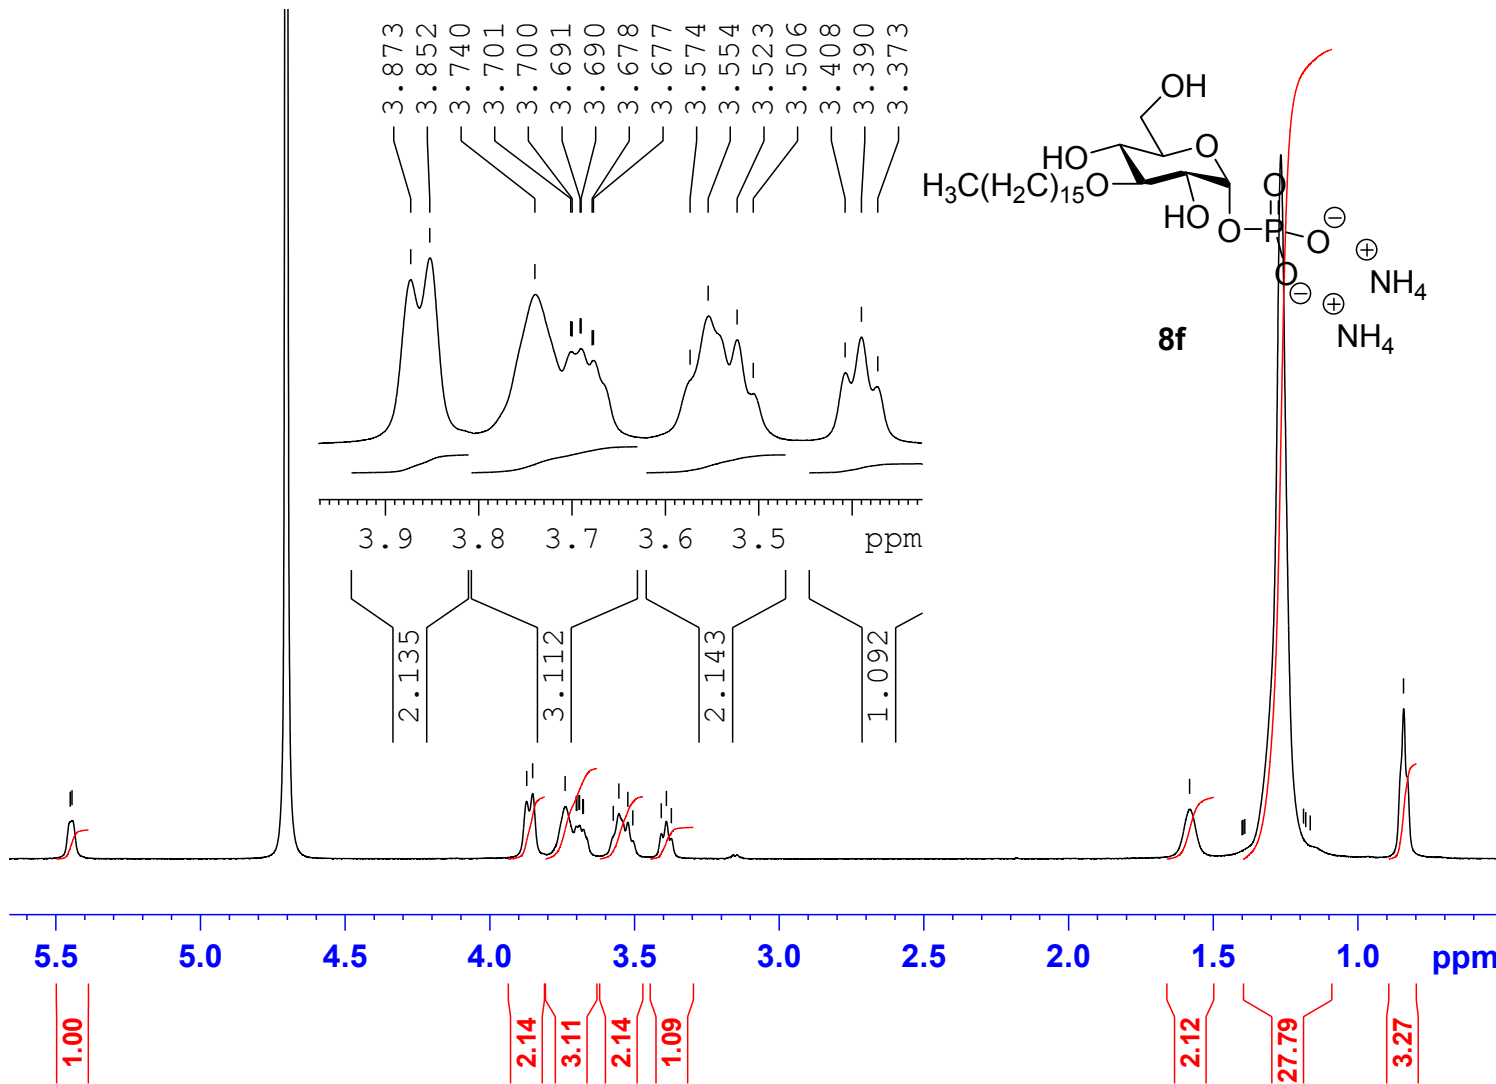 3.873
3.852
3.740
3.701
3.700
3.691
3.690
3.678
3.677
3.574
3.554
3.523
3.506
3.408
3.390
3.373
OH
O
HO
H3C(H2C)15O
HO
O
O
P
O
O
NH4
NH4
8f
3.9 3.8 3.7 3.6 3.5 ppm
2.135
3.112
2.143
1.092
5.5 5.0 4.5 4.0 3.5 3.0 2.5 2.0 1.5 1.0 ppm
1.00
2.14
3.11
2.14
1.09
2.12
27.79
3.27